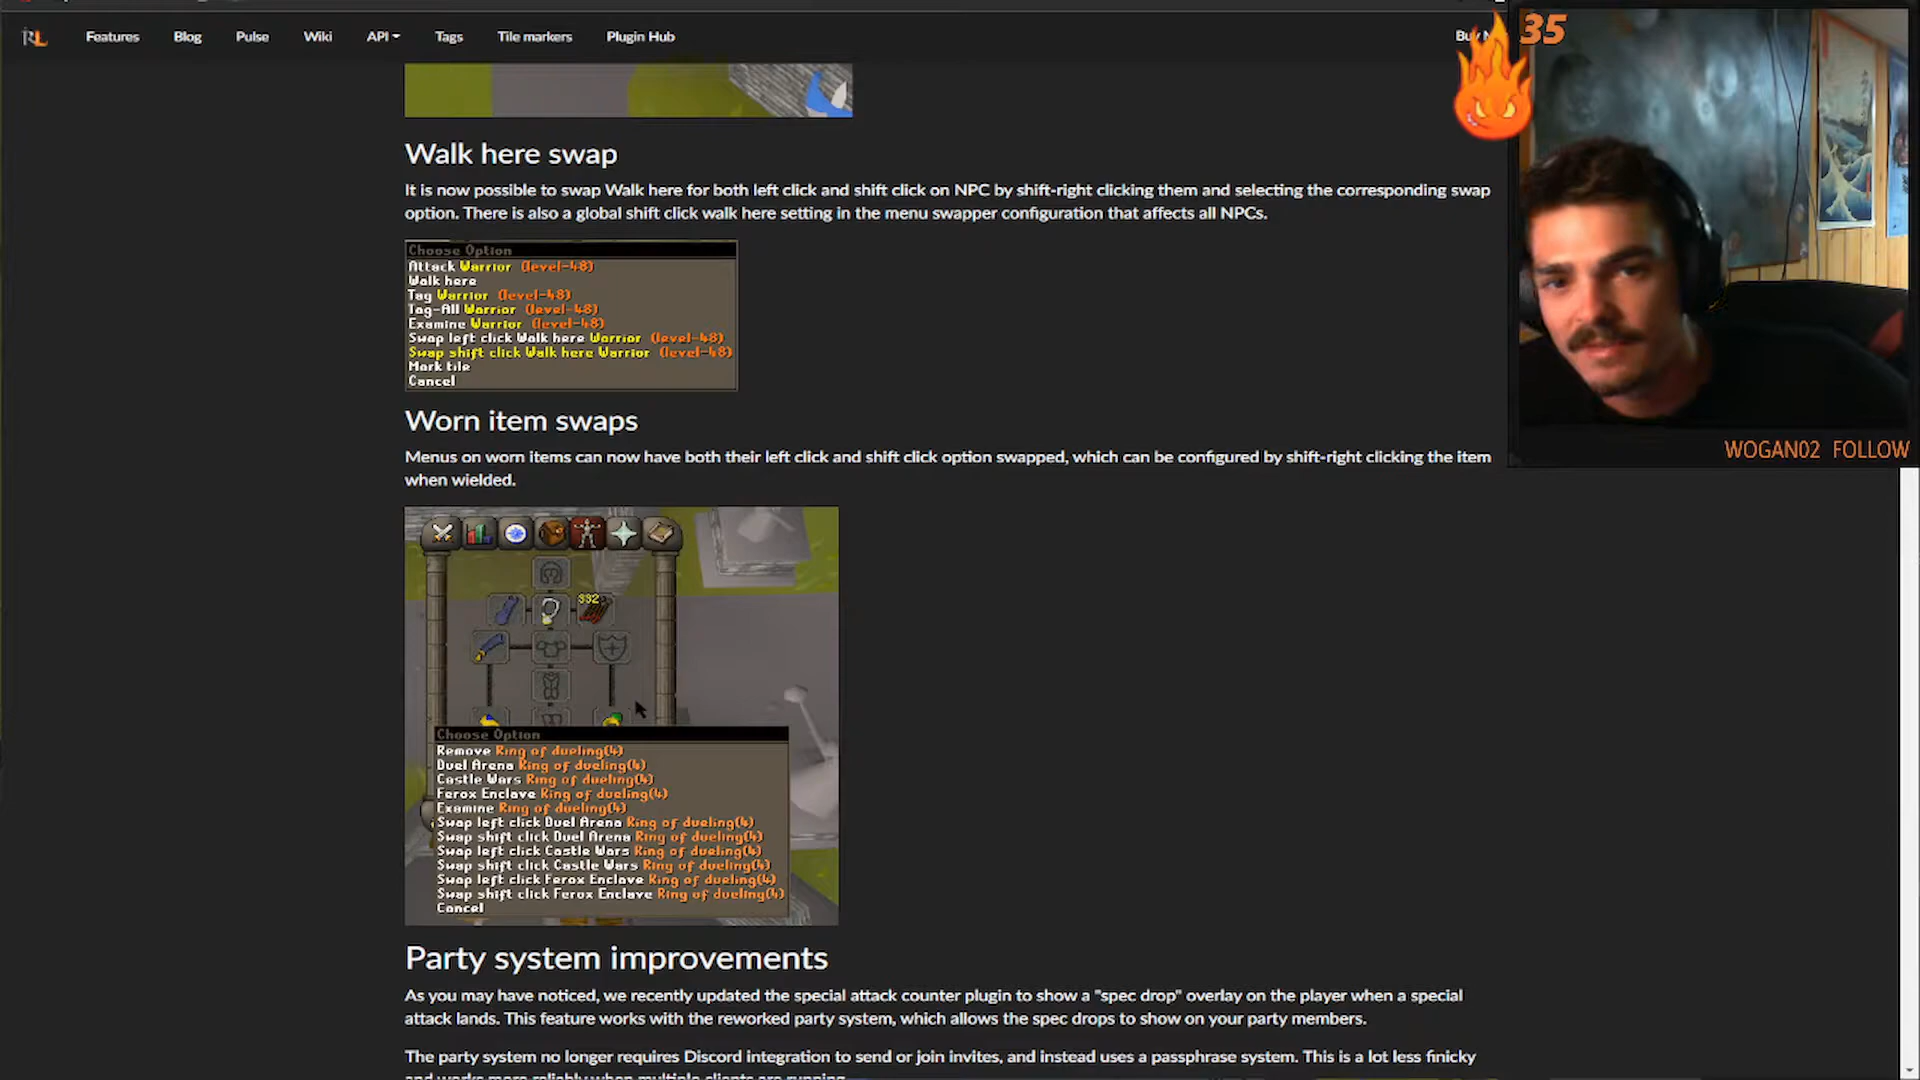 RL Features Blog Pulse Wiki API Tags Tile markers Plugin Hub Buy
35
Walk here swap
It is now possible to swap Walk here for both left click and shift click on NPC by shift-right clicking them and selecting the corresponding swap
option. There is also a global shift click walk here setting in the menu swapper configuration that affects all NPCs.
Choose Option
Attack Warrior (level-48)
Walk here
Tag Warrior (level-48)
Tag-All Warrior (level-48)
Examine Warrior (level-48)
Swap left click Walk here Warrior (level-48)
Swap shift click Walk here Warrior (level-48)
Mark tile
Cancel
WOGAN02 FOLLOW
Worn item swaps
Menus on worn items can now have both their left click and shift click option swapped, which can be configured by shift-right clicking the item
when wielded.
332
Choose Option
Remove Ring of dueling(4)
Duel Arena Ring of dueling(4)
Castle Wars Ring of dueling(4)
Ferox Enclave Ring of dueling(4)
Examine Ring of dueling(4)
Swap left click Duel Arena Ring of dueling(4)
Swap shift click Duel Arena Ring of dueling(4)
Swap left click Castle Wars Ring of dueling(4)
Swap shift click Castle Wars Ring of dueling(4)
Swap left click Ferox Enclave Ring of dueling(4)
Swap shift click Ferox Enclave Ring of dueling(4)
Cancel
Party system improvements
As you may have noticed, we recently updated the special attack counter plugin to show a "spec drop" overlay on the player when a special
attack lands. This feature works with the reworked party system, which allows the spec drops to show on your party members.
The party system no longer requires Discord integration to send or join invites, and instead uses a passphrase system. This is a lot less finicky
and works more reliably when multiple clients are running.